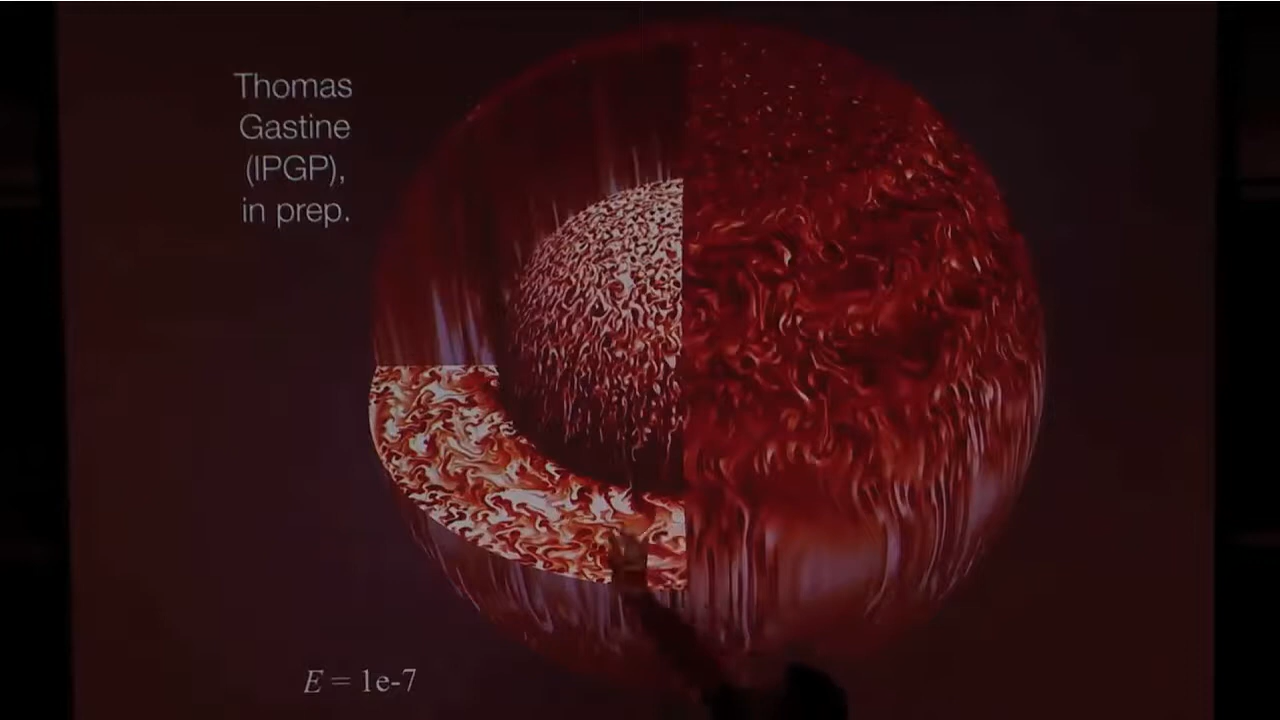 Thomas
Gastine
(IPGP),
in prep.
E = 1e-7